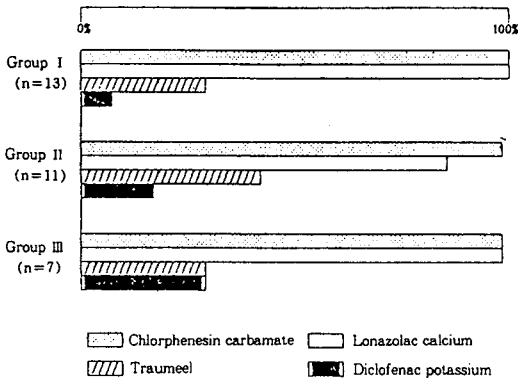 0% 100%
Group I
(n=13)
Group II
(n=11)
Group III
(n=7)
Chlorphenesin carbamate Lonazolac calcium
Traumeel Diclofenac potassium